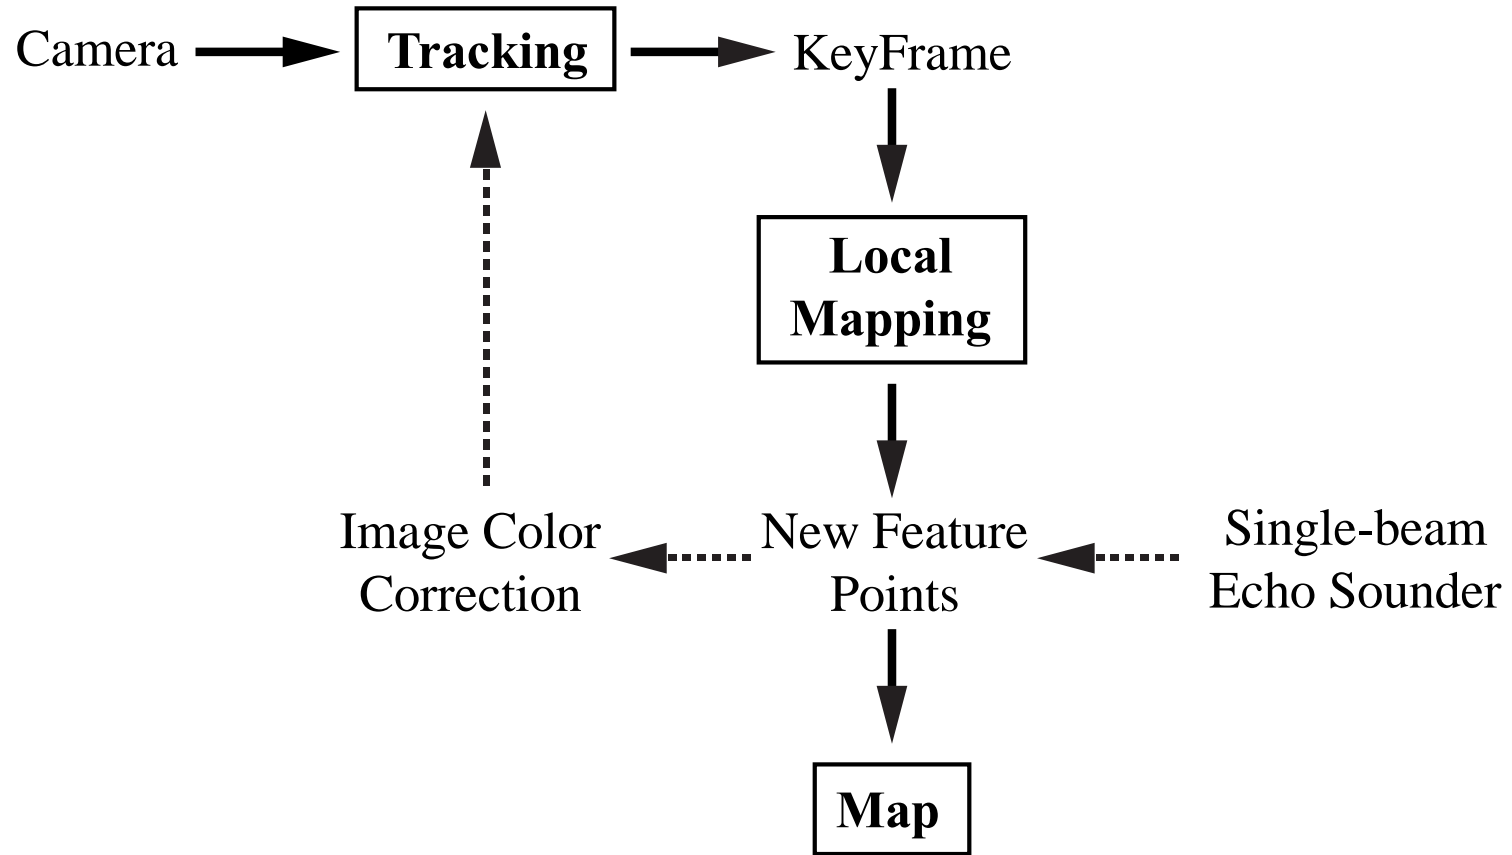 Camera
Tracking
KeyFrame
Local
Mapping
Image Color
Correction
New Feature
Points
Single-beam
Echo Sounder
Map